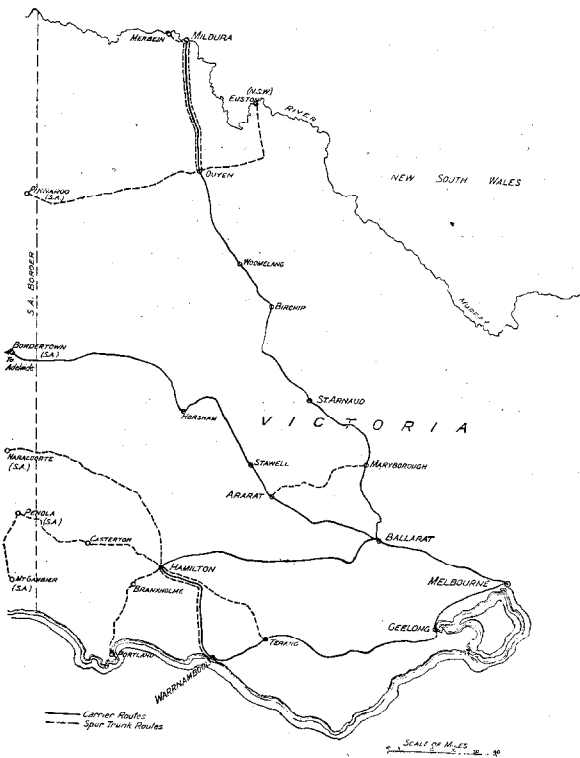 MERBEIN
MILDURA
(N.S.W)
EUSTON
RIVER
OUYEN
NEW SOUTH WALES
PINNAROO
(S.A.)
WOOMELANG
S.A. BORDER
BIRCHIP
MURRAY
BORDERTOWN
(S.A)
To
Adelaide
ST. ARNAUD
HORSHAM
VICTORIA
NARACOORTE
(S.A.)
STAWELL
MARYBOROUGH
ARARAT
PENOLA
(S.A)
CASTERTON
BALLARAT
HAMILTON
MELBOURNE
MT GAMBIER
(S.A)
BRANXHOLME
GEELONG
TERANG
PORTLAND
WARRNAMBOOL
Carrier Routes
Spur Trunk Routes
SCALE OF MILES